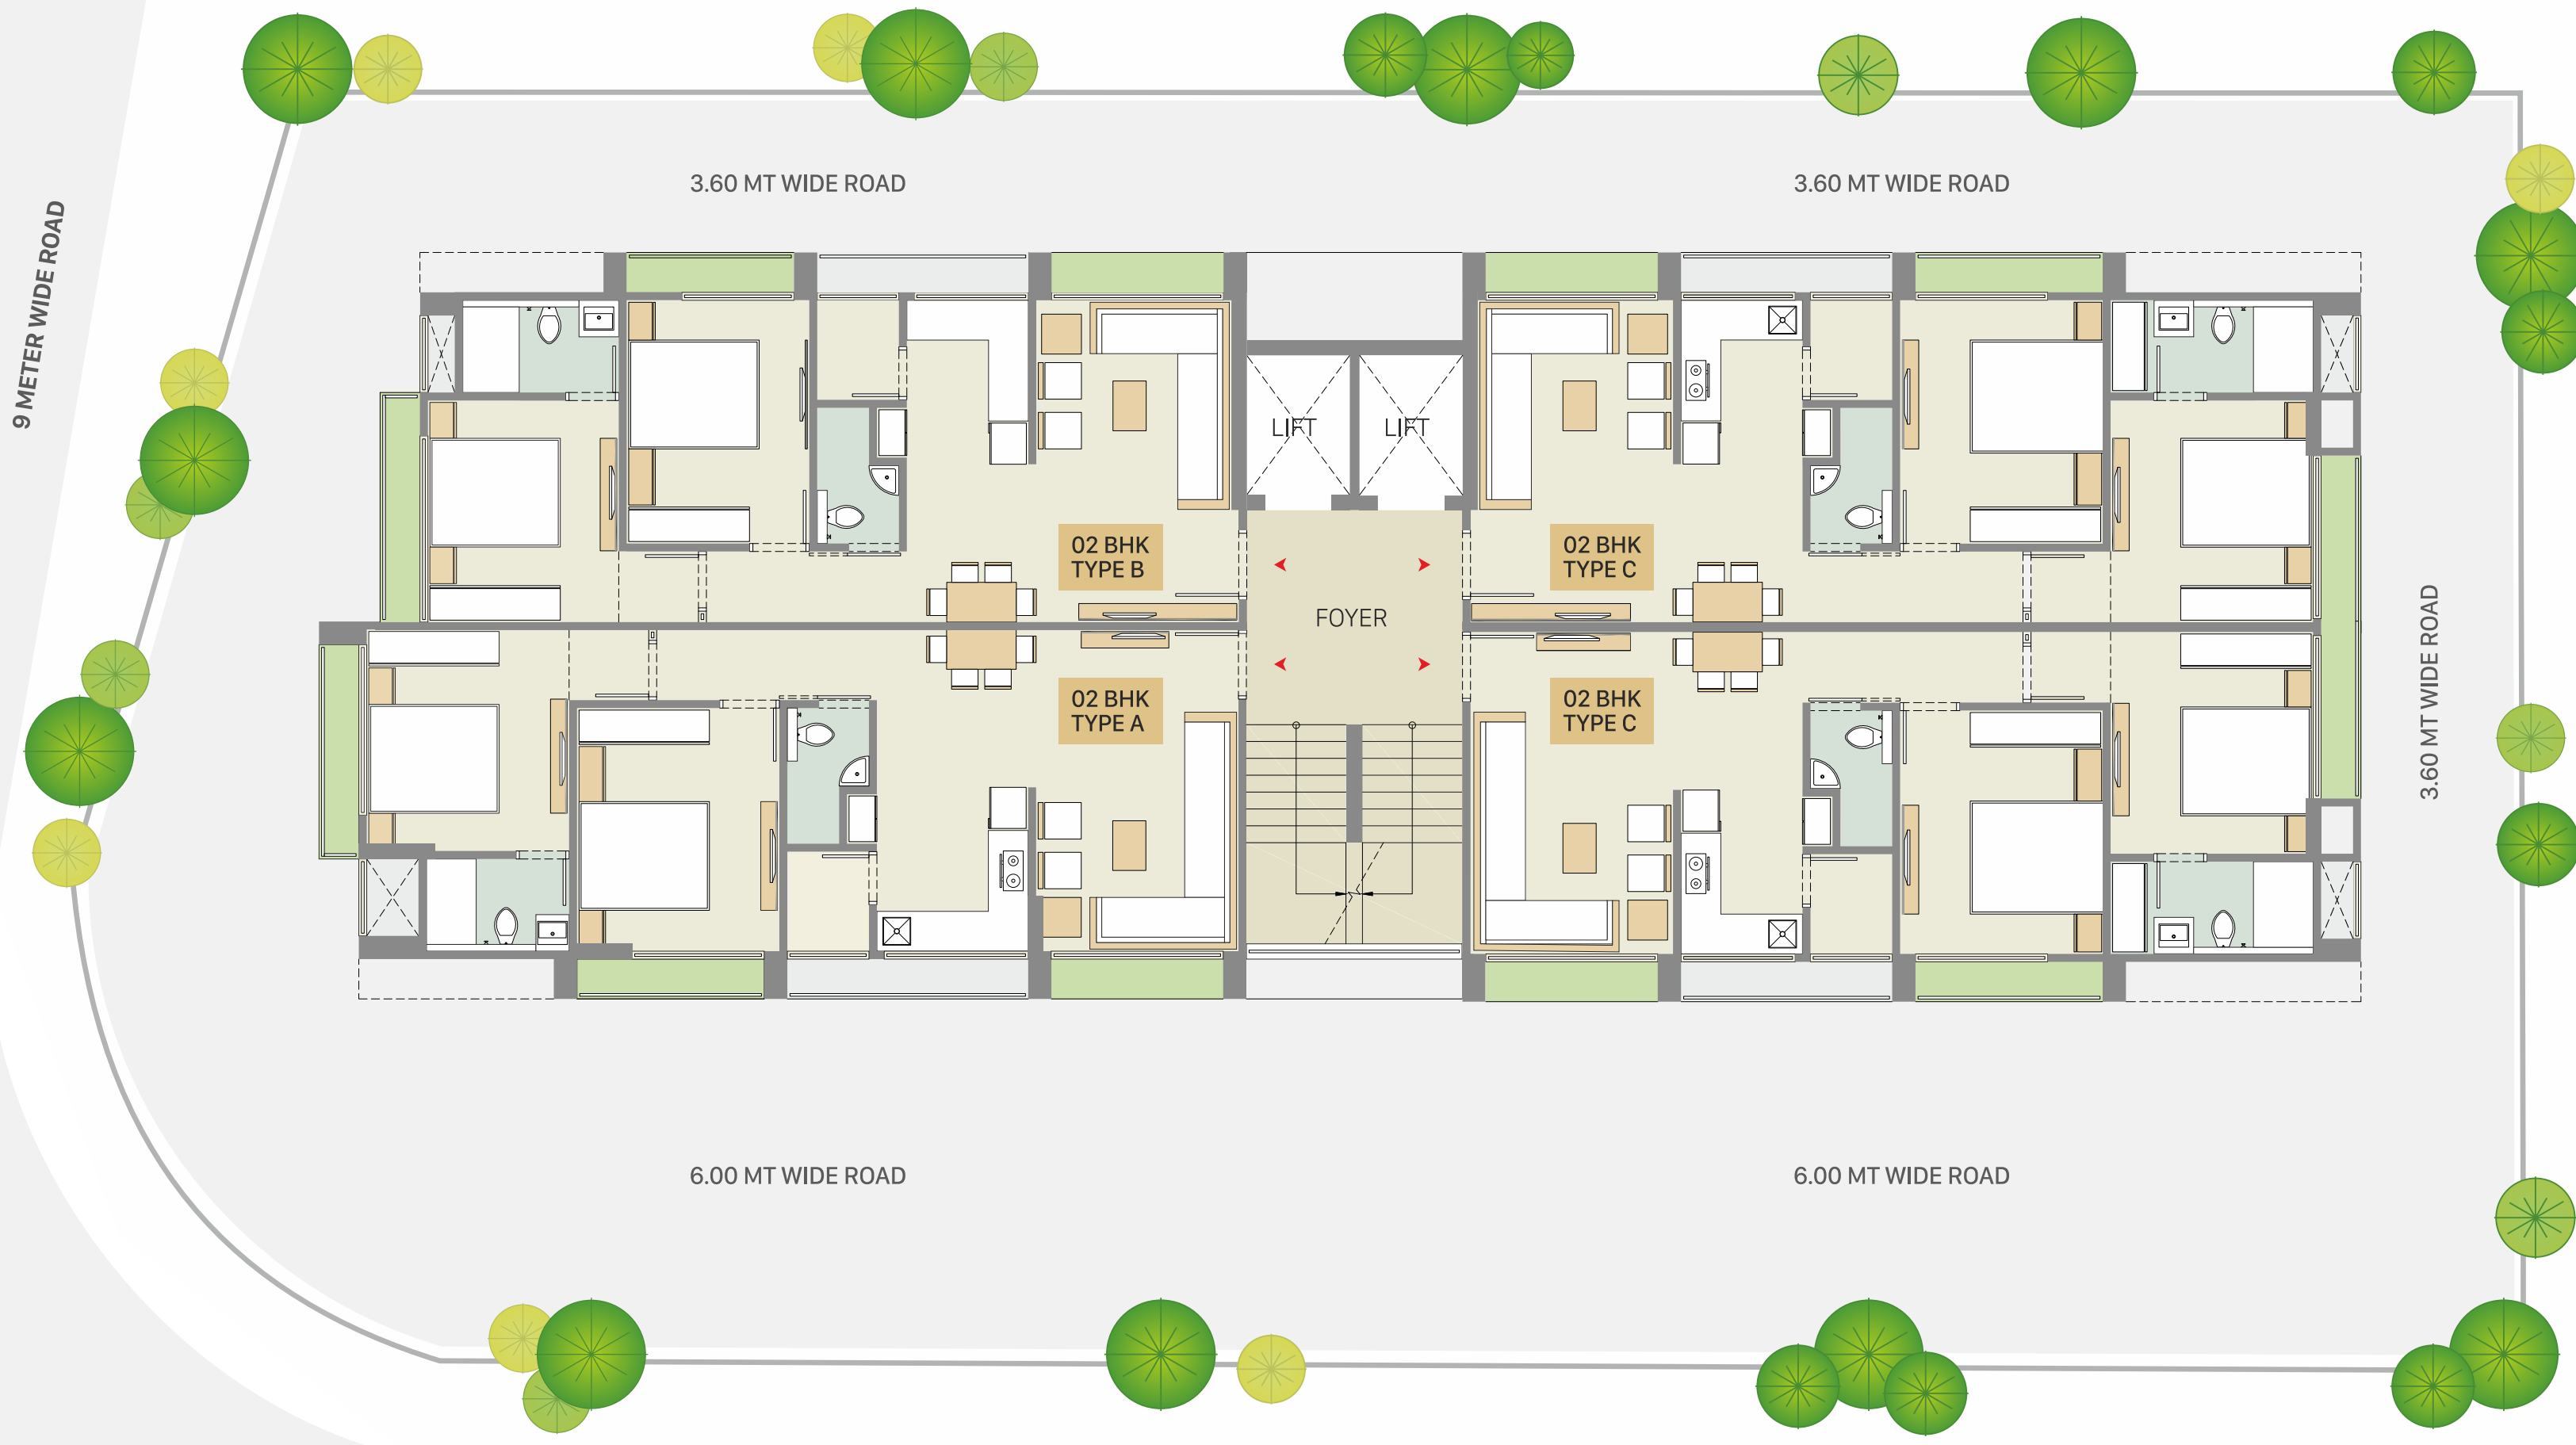 3.60 MT WIDE ROAD
3.60 MT WIDE ROAD
9 METER WIDE ROAD
LIFT
LIFT
02 BHK
TYPE B
02 BHK
TYPE C
FOYER
3.60 MT WIDE ROAD
02 BHK
TYPE A
02 BHK
TYPE C
6.00 MT WIDE ROAD
6.00 MT WIDE ROAD